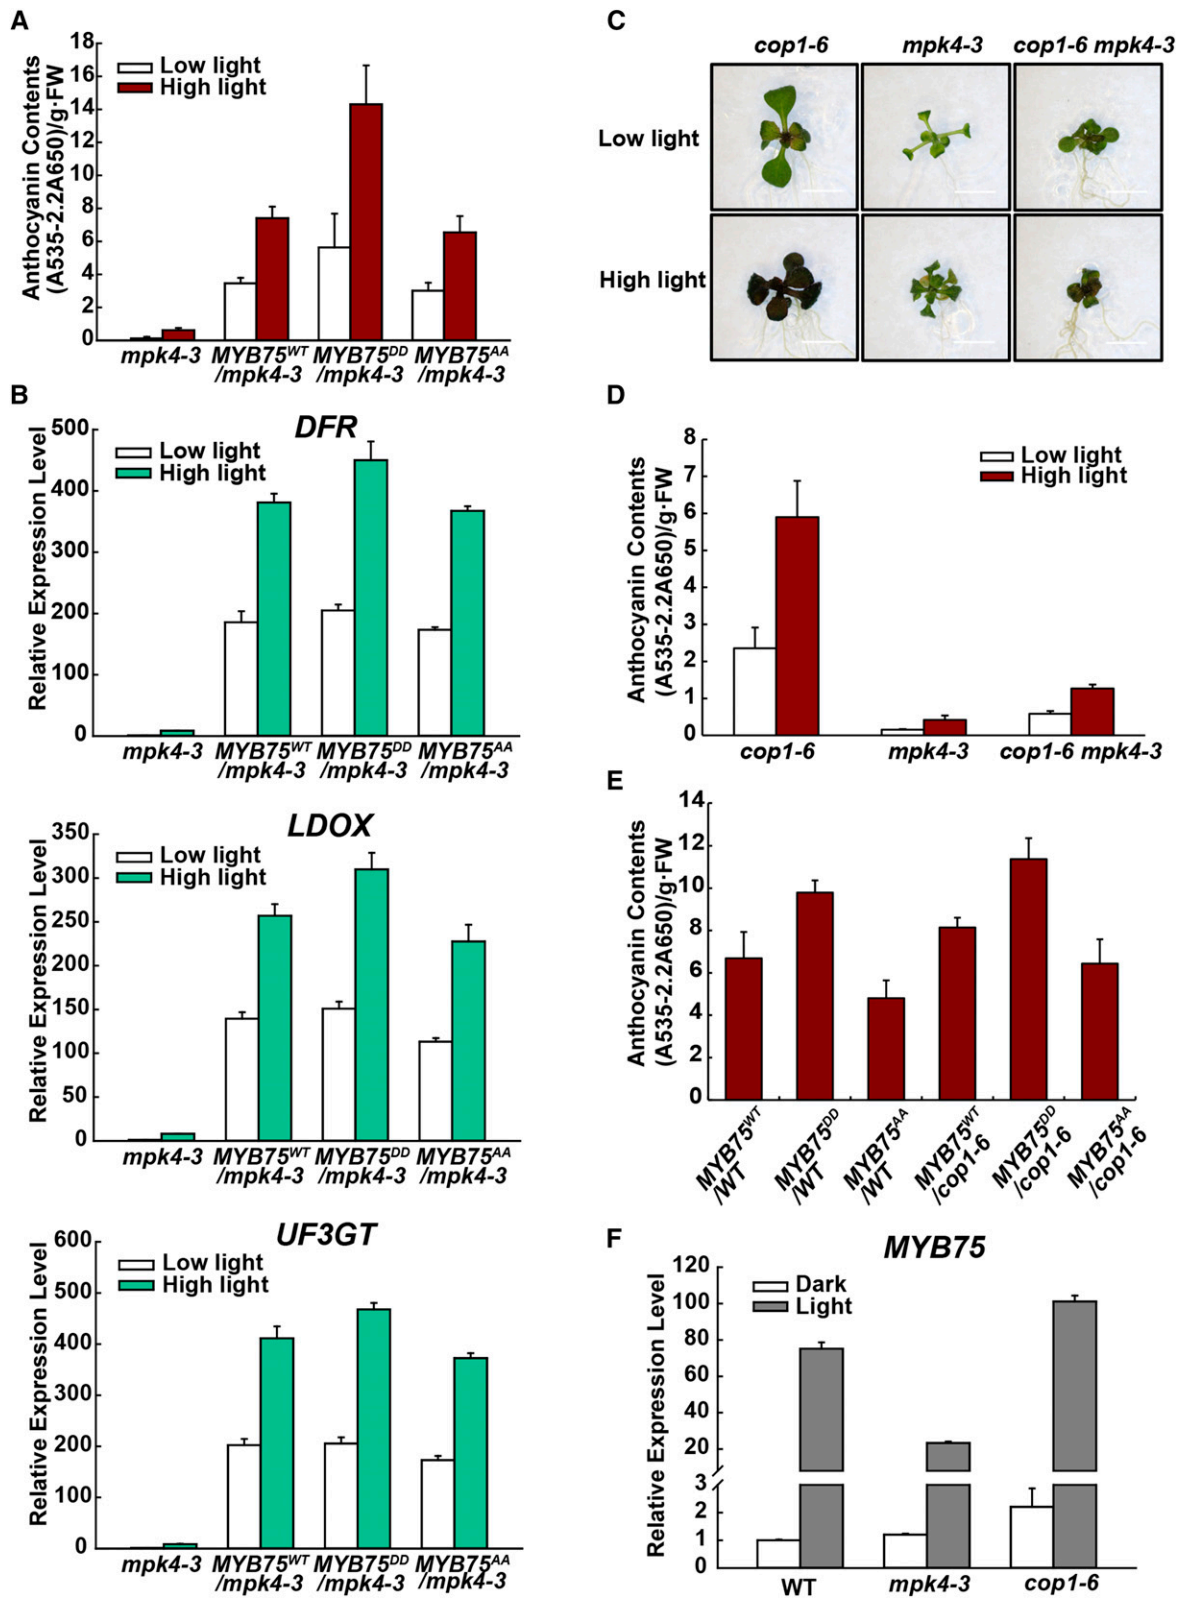 A
Anthocyanin Contents
(A535-2.2A650)/g·FW
18
16
14
12
10
8
6
4
2
0
Low light
High light
mpk4-3
MYB75WT
/mpk4-3
MYB75DD
/mpk4-3
MYB75AA
/mpk4-3
B
DFR
Relative Expression Level
500
400
300
200
100
0
Low light
High light
mpk4-3
MYB75WT
/mpk4-3
MYB75DD
/mpk4-3
MYB75AA
/mpk4-3
LDOX
Relative Expression Level
350
300
250
200
150
100
50
0
Low light
High light
mpk4-3
MYB75WT
/mpk4-3
MYB75DD
/mpk4-3
MYB75AA
/mpk4-3
UF3GT
Relative Expression Level
600
500
400
300
200
100
0
Low light
High light
mpk4-3
MYB75WT
/mpk4-3
MYB75DD
/mpk4-3
MYB75AA
/mpk4-3
C
cop1-6 mpk4-3 cop1-6 mpk4-3
Low light
High light
D
Anthocyanin Contents
(A535-2.2A650)/g·FW
8
7
6
5
4
3
2
1
0
Low light
High light
cop1-6 mpk4-3 cop1-6 mpk4-3
E
Anthocyanin Contents
(A535-2.2A650)/g·FW
14
12
10
8
6
4
2
0
MYB75WT
/WT
MYB75DD
/WT
MYB75AA
/WT
MYB75WT
/cop1-6
MYB75DD
/cop1-6
MYB75AA
/cop1-6
F
MYB75
Relative Expression Level
120
100
80
60
40
20
3
2
1
0
Dark
Light
WT mpk4-3 cop1-6